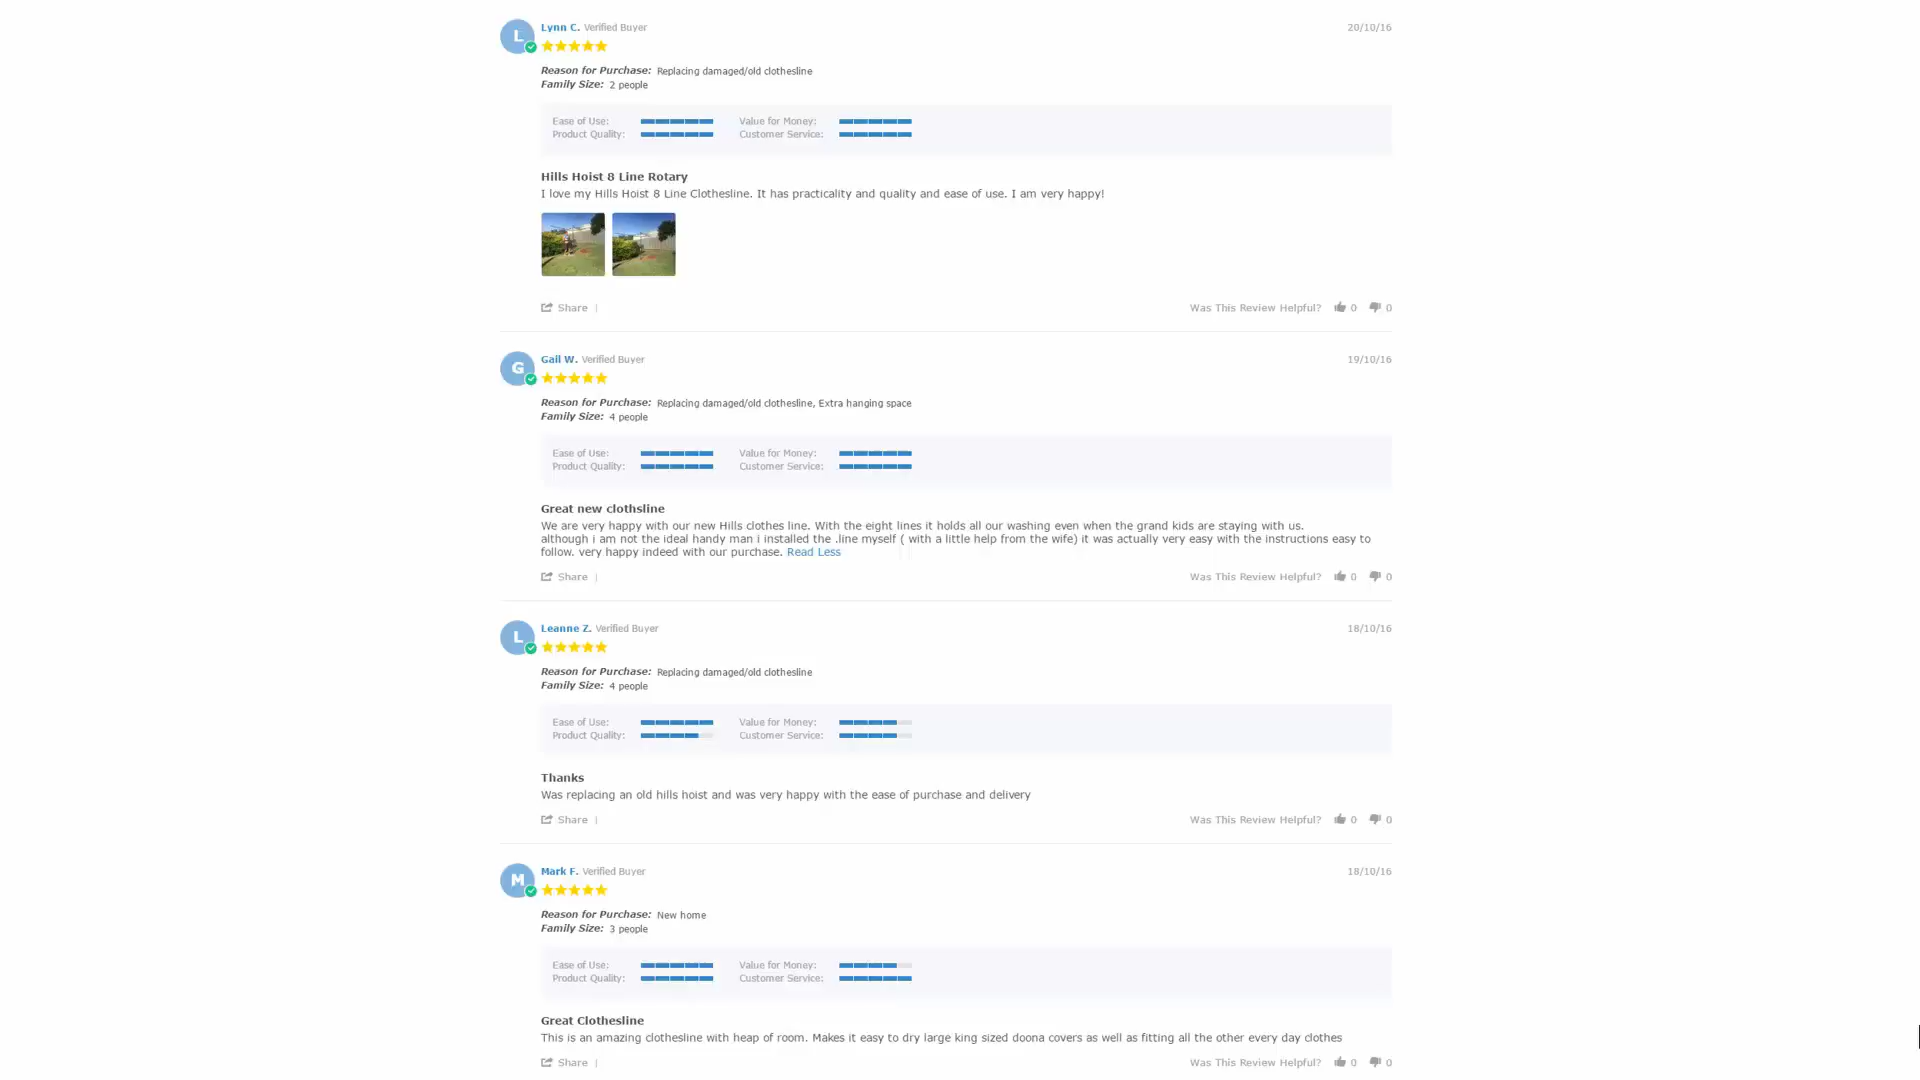 L
Lynn C. Verified Buyer
20/10/16
Reason for Purchase: Replacing damaged/old clothesline
Family Size: 2 people
Ease of Use: Value for Money:
Product Quality: Customer Service:
Hills Hoist 8 Line Rotary
I love my Hills Hoist 8 Line Clothesline. It has practicality and quality and ease of use. I am very happy!
Share | Was This Review Helpful? 0 0
G
Gail W. Verified Buyer
19/10/16
Reason for Purchase: Replacing damaged/old clothesline, Extra hanging space
Family Size: 4 people
Ease of Use: Value for Money:
Product Quality: Customer Service:
Great new clothsline
We are very happy with our new Hills clothes line. With the eight lines it holds all our washing even when the grand kids are staying with us.
although i am not the ideal handy man i installed the .line myself ( with a little help from the wife) it was actually very easy with the instructions easy to
follow. very happy indeed with our purchase. Read Less
Share | Was This Review Helpful? 0 0
L
Leanne Z. Verified Buyer
18/10/16
Reason for Purchase: Replacing damaged/old clothesline
Family Size: 4 people
Ease of Use: Value for Money:
Product Quality: Customer Service:
Thanks
Was replacing an old hills hoist and was very happy with the ease of purchase and delivery
Share | Was This Review Helpful? 0 0
M
Mark F. Verified Buyer
18/10/16
Reason for Purchase: New home
Family Size: 3 people
Ease of Use: Value for Money:
Product Quality: Customer Service:
Great Clothesline
This is an amazing clothesline with heap of room. Makes it easy to dry large king sized doona covers as well as fitting all the other every day clothes
Share | Was This Review Helpful? 0 0